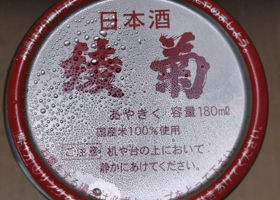 日本酒
綾菊
あやきく 容量180ml
国産米100%使用
ご注意 机や台の上において
静かにあけてください。